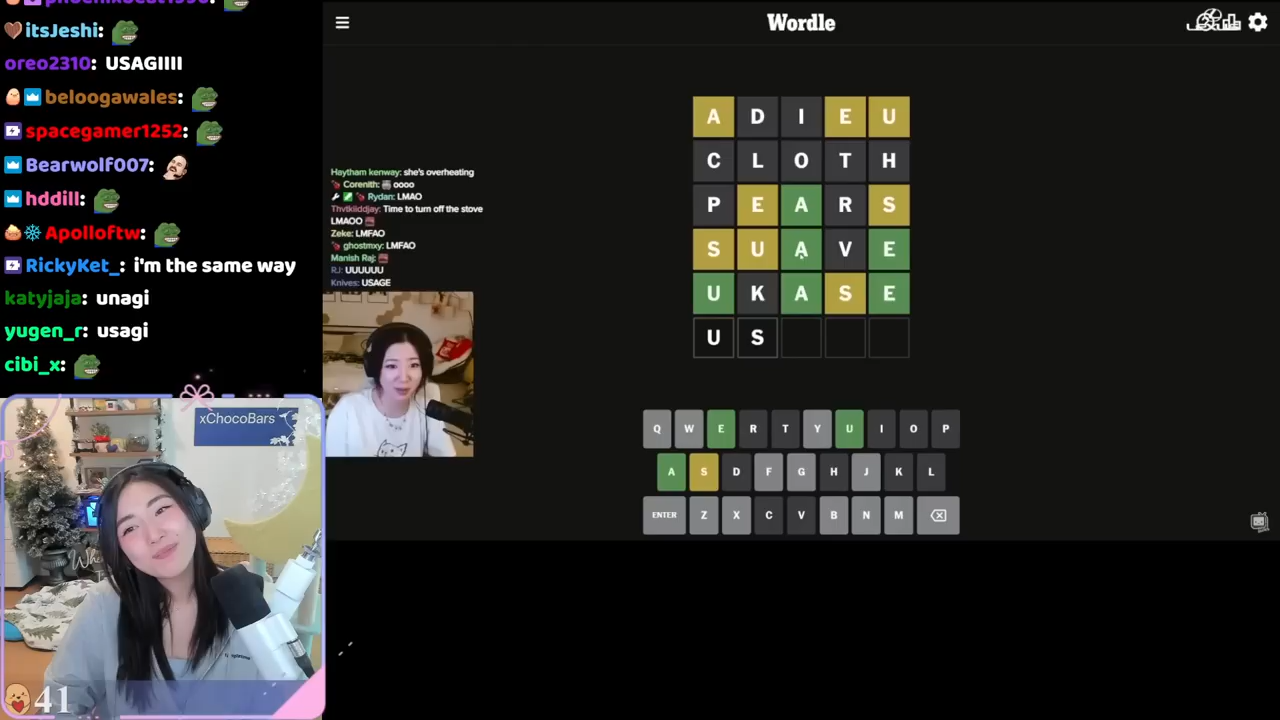 phoenixbeat1996:
itsJeshi:
oreo2310: USAGIIII
beloogawales:
spacegamer1252:
Bearwolf007:
hddill:
Apolloftw:
RickyKet_: i'm the same way
katyjaja: unagi
yugen_r: usagi
cibi_x:
xChocoBars
41
Wordle
Haytham kenway: she's overheating
Corenith: oooo
Rydan: LMAO
Thvtkiiddjay: Time to turn off the stove
LMAOO
Zeke: LMFAO
ghostmxy: LMFAO
Manish Raj:
RJ: UUUUUU
Knives: USAGE
A D I E U
C L O T H
P E A R S
S U A V E
U K A S E
U S
Q W E R T Y U I O P
A S D F G H J K L
ENTER Z X C V B N M